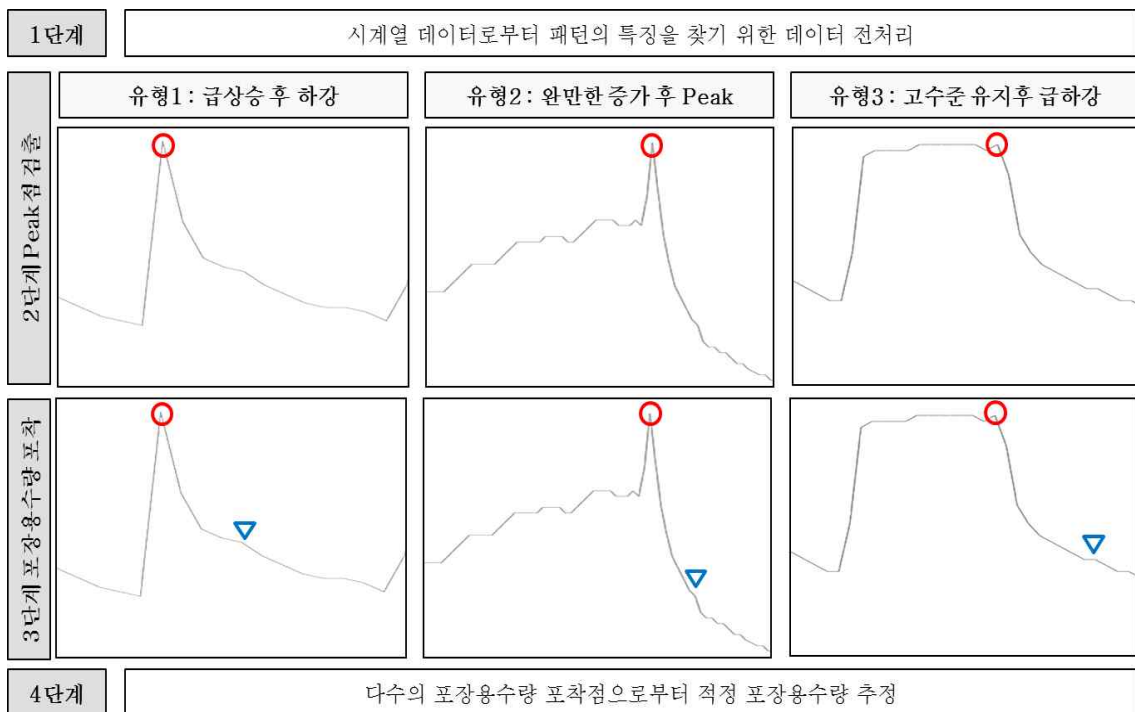 1단계
시계열 데이터로부터 패턴의 특징을 찾기 위한 데이터 전처리
2단계 Peak점 검출
유형1 : 급상승 후 하강
유형2 : 완만한 증가 후 Peak
유형3 : 고수준 유지후 급하강
3단계 포장용수량 포착
4단계
다수의 포장용수량 포착점으로부터 적정 포장용수량 추정